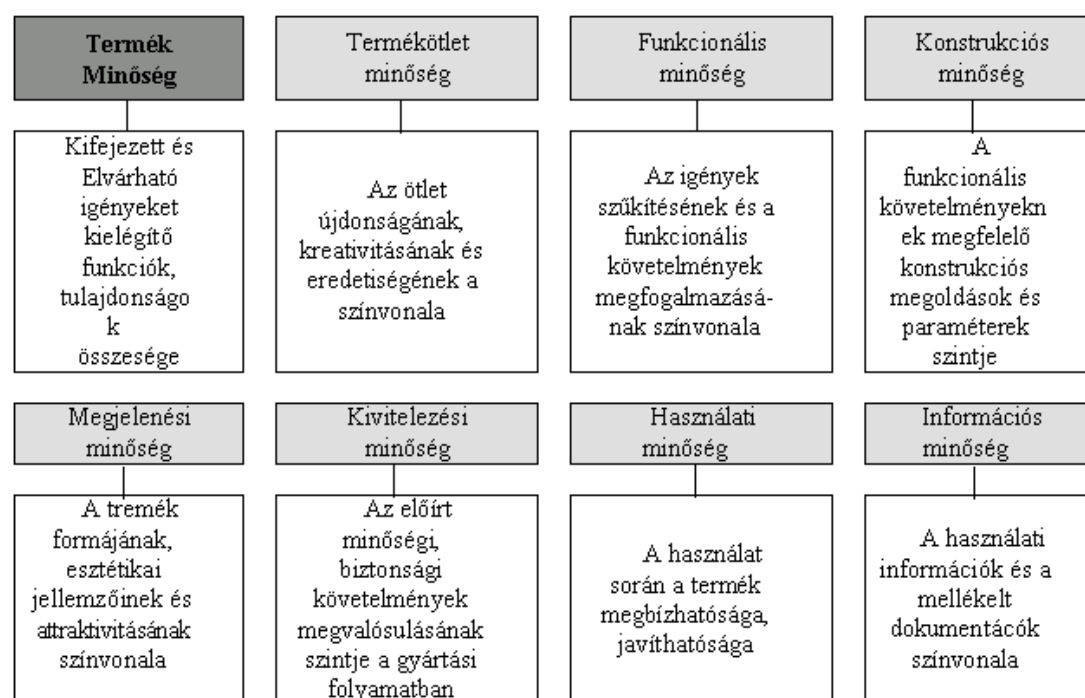 Termék
Minőség
Kifejezett és
Elvárható
igényeket
kielégítő
funkciók,
tulajdonságo
k
összesége
Termékötlet
minőség
Az ötlet
újdonságának,
kreativitásának és
eredetiségének a
színvonala
Funkcionális
minőség
Az igények
szűkítésének és a
funkcionális
követelmények
megfogalmazásá-
nak színvonala
Konstrukciós
minőség
A
funkcionális
követelményekn
ek megfelelő
konstrukciós
megoldások és
paraméterek
szintje
Megjelenési
minőség
A tremék
formájának,
esztétikai
jellemzőinek és
attraktivitásának
színvonala
Kivitelezési
minőség
Az előírt
minőségi,
biztonsági
követelmények
megvalósulásának
szintje a gyártási
folyamatban
Használati
minőség
A használat
során a termék
megbízhatósága,
javíthatósága
Információs
minőség
A használati
információk és a
mellékelt
dokumentácók
színvonala